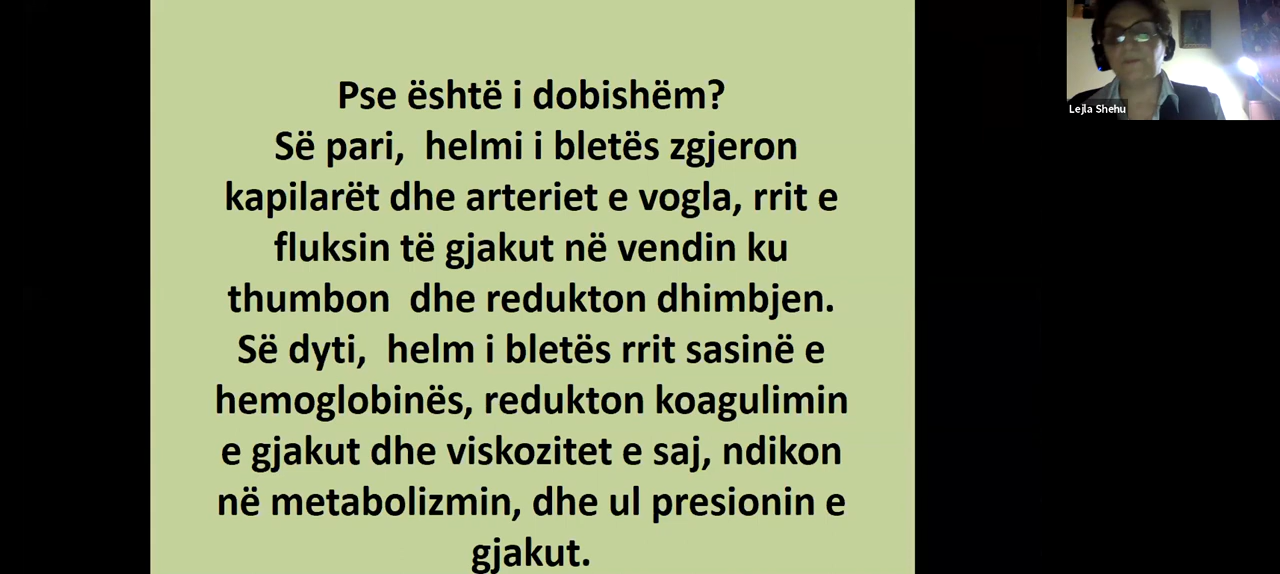 Pse është i dobishëm?
Së pari, helmi i bletës zgjeron
kapilarët dhe arteriet e vogla, rrit e
fluksin të gjakut në vendin ku
thumbon dhe redukton dhimbjen.
Së dyti, helm i bletës rrit sasinë e
hemoglobinës, redukton koagulimin
e gjakut dhe viskozitet e saj, ndikon
në metabolizmin, dhe ul presionin e
gjakut.
Lejla Shehu